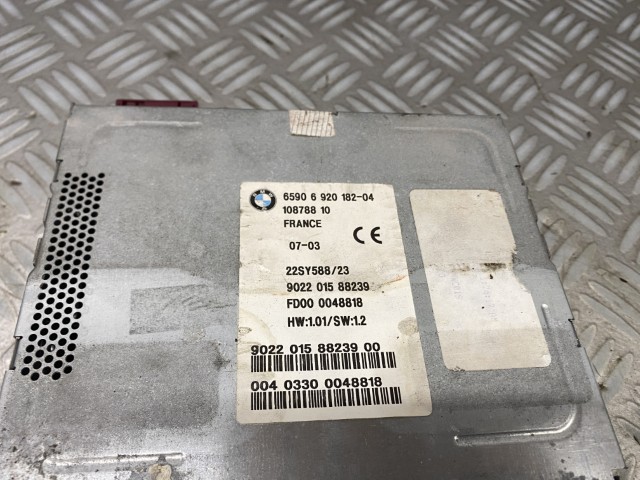 6590 6 920 182-04
108788 10
FRANCE
07-03
CE
22SY588/23
9022 015 88239
FD00 0048818
HW:1.01/SW:1.2
9022 015 88239 00
004 0330 0048818